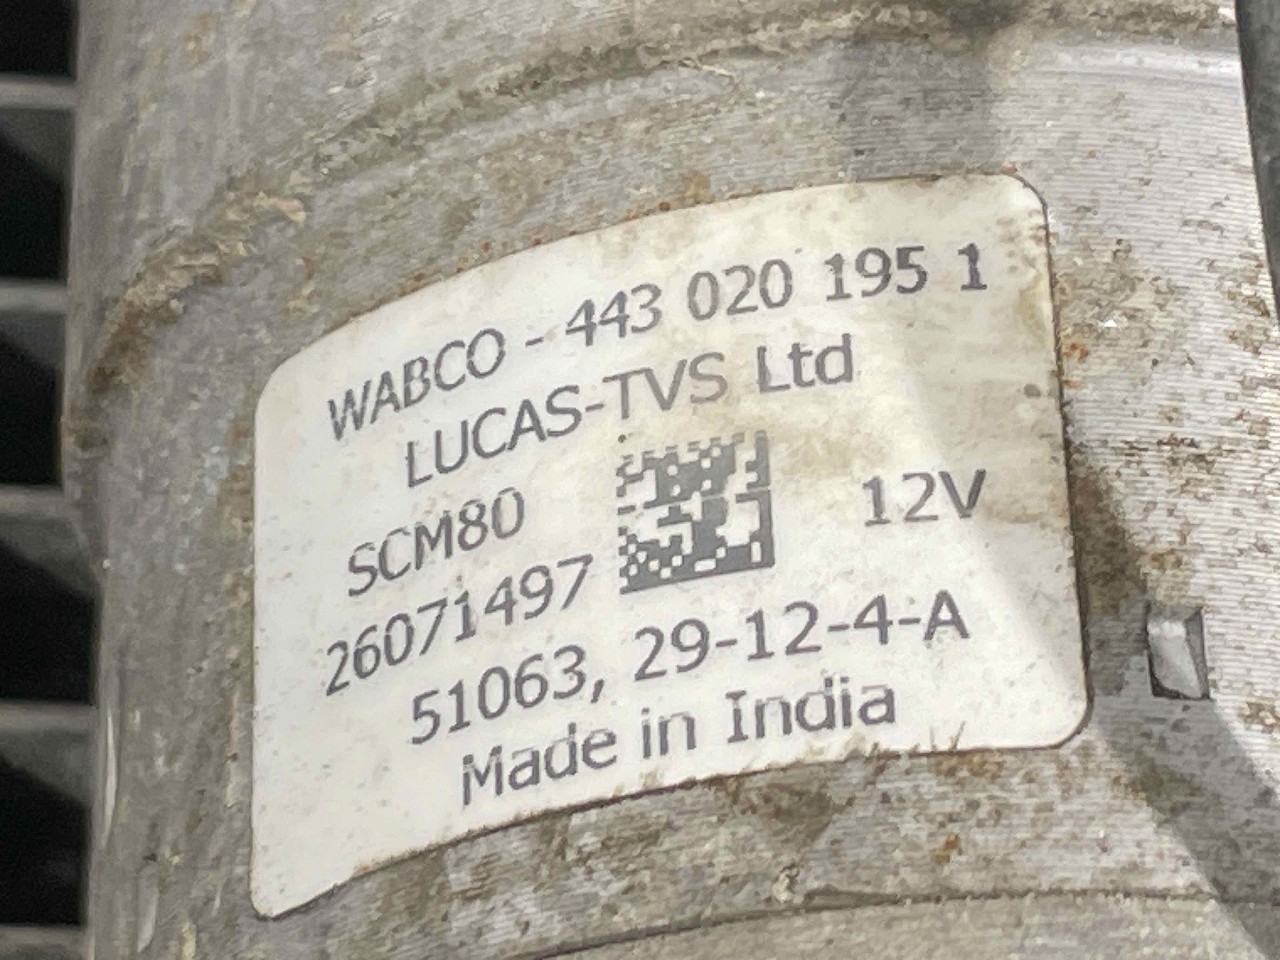 WABCO - 443 020 195 1
LUCAS-TVS Ltd
SCM80
12V
26071497
51063, 29-12-4-A
Made in India